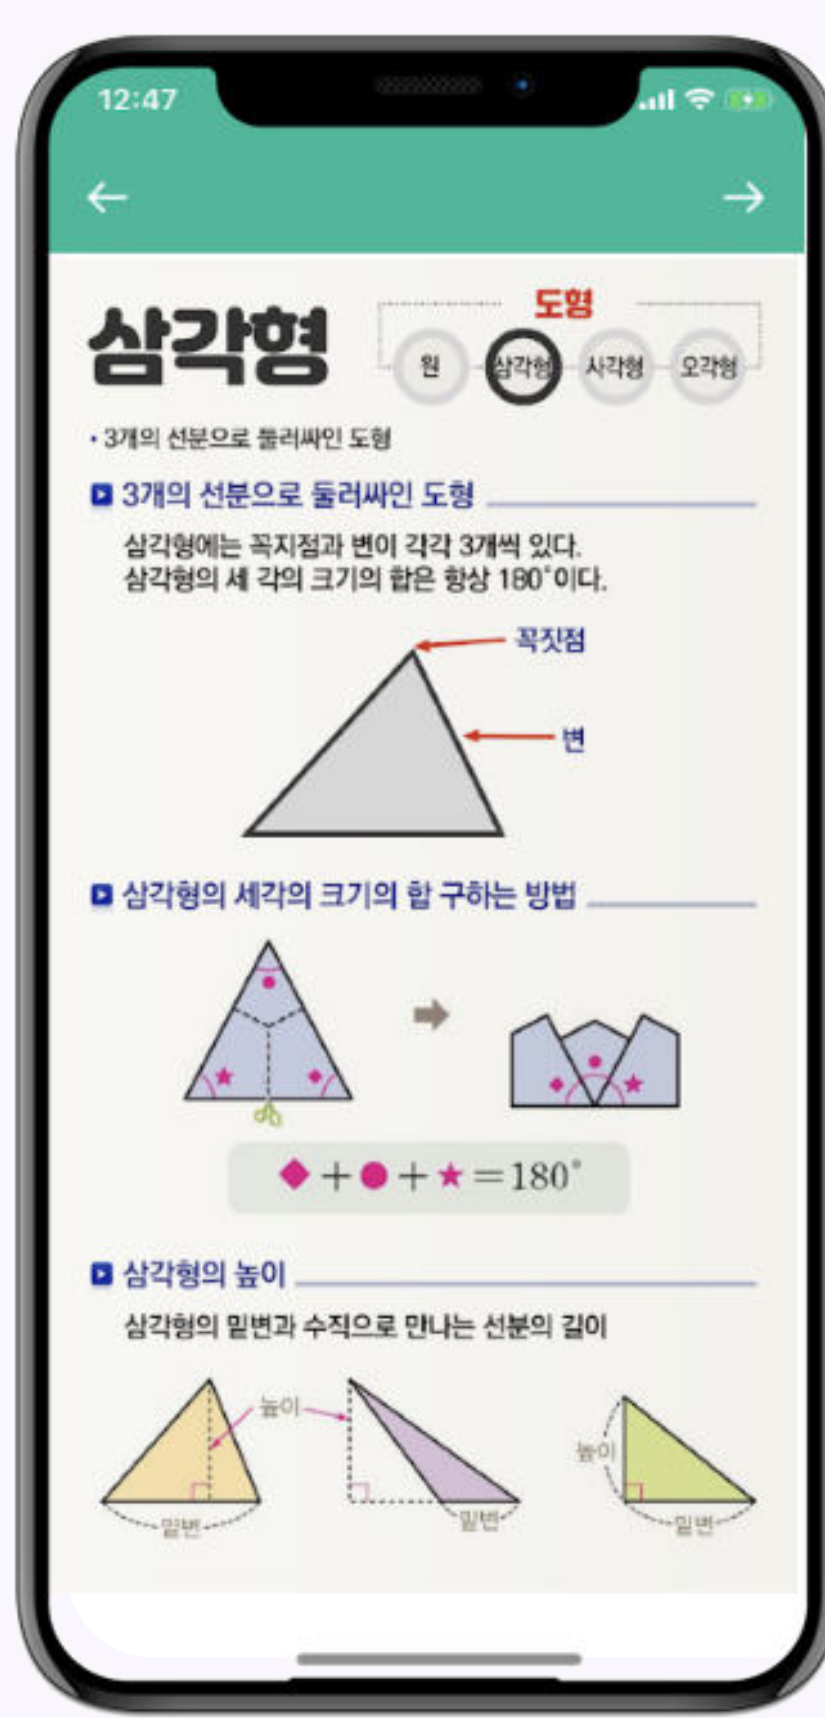 12:47
삼각형
도형
원 삼각형 사각형 오각형
• 3개의 선분으로 둘러싸인 도형
3개의 선분으로 둘러싸인 도형
삼각형에는 꼭지점과 변이 각각 3개씩 있다.
삼각형의 세 각의 크기의 합은 항상 180°이다.
꼭짓점
변
삼각형의 세각의 크기의 합 구하는 방법
◆+●+★=180°
삼각형의 높이
삼각형의 밑변과 수직으로 만나는 선분의 길이
높이
밑변
밑변
높이
밑변